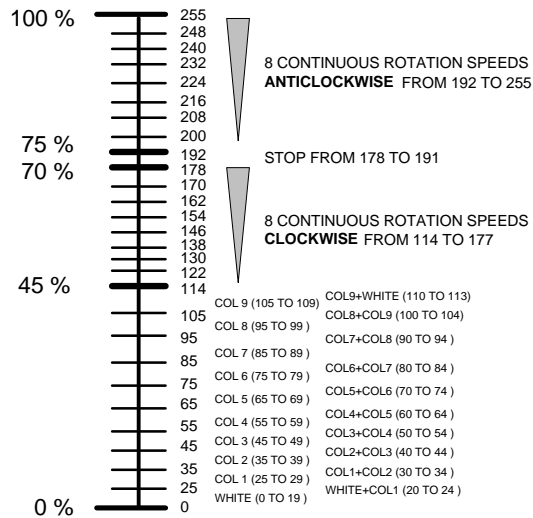 100 %
255
248
240
232
224
216
208
200
8 CONTINUOUS ROTATION SPEEDS
ANTICLOCKWISE FROM 192 TO 255
75 %
192
STOP FROM 178 TO 191
70 %
178
170
162
154
146
138
130
122
8 CONTINUOUS ROTATION SPEEDS
CLOCKWISE FROM 114 TO 177
45 %
114
105
95
85
75
65
55
45
35
25
0 %
0
COL 9 (105 TO 109)
COL 8 (95 TO 99 )
COL 7 (85 TO 89 )
COL 6 (75 TO 79 )
COL 5 (65 TO 69 )
COL 4 (55 TO 59 )
COL 3 (45 TO 49 )
COL 2 (35 TO 39 )
COL 1 (25 TO 29 )
WHITE (0 TO 19 )
COL9+WHITE (110 TO 113)
COL8+COL9 (100 TO 104)
COL7+COL8 (90 TO 94 )
COL6+COL7 (80 TO 84 )
COL5+COL6 (70 TO 74 )
COL4+COL5 (60 TO 64 )
COL3+COL4 (50 TO 54 )
COL2+COL3 (40 TO 44 )
COL1+COL2 (30 TO 34 )
WHITE+COL1 (20 TO 24 )